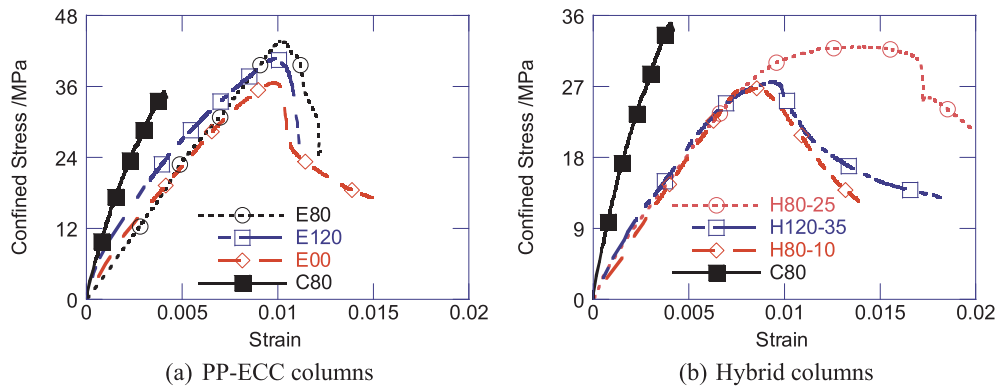 48
36
24
12
0
Confined Stress /MPa
E80
E120
E00
C80
0 0.005 0.01 0.015 0.02
Strain
(a) PP-ECC columns
36
27
18
9
0
Confined Stress /MPa
H80-25
H120-35
H80-10
C80
0 0.005 0.01 0.015 0.02
Strain
(b) Hybrid columns